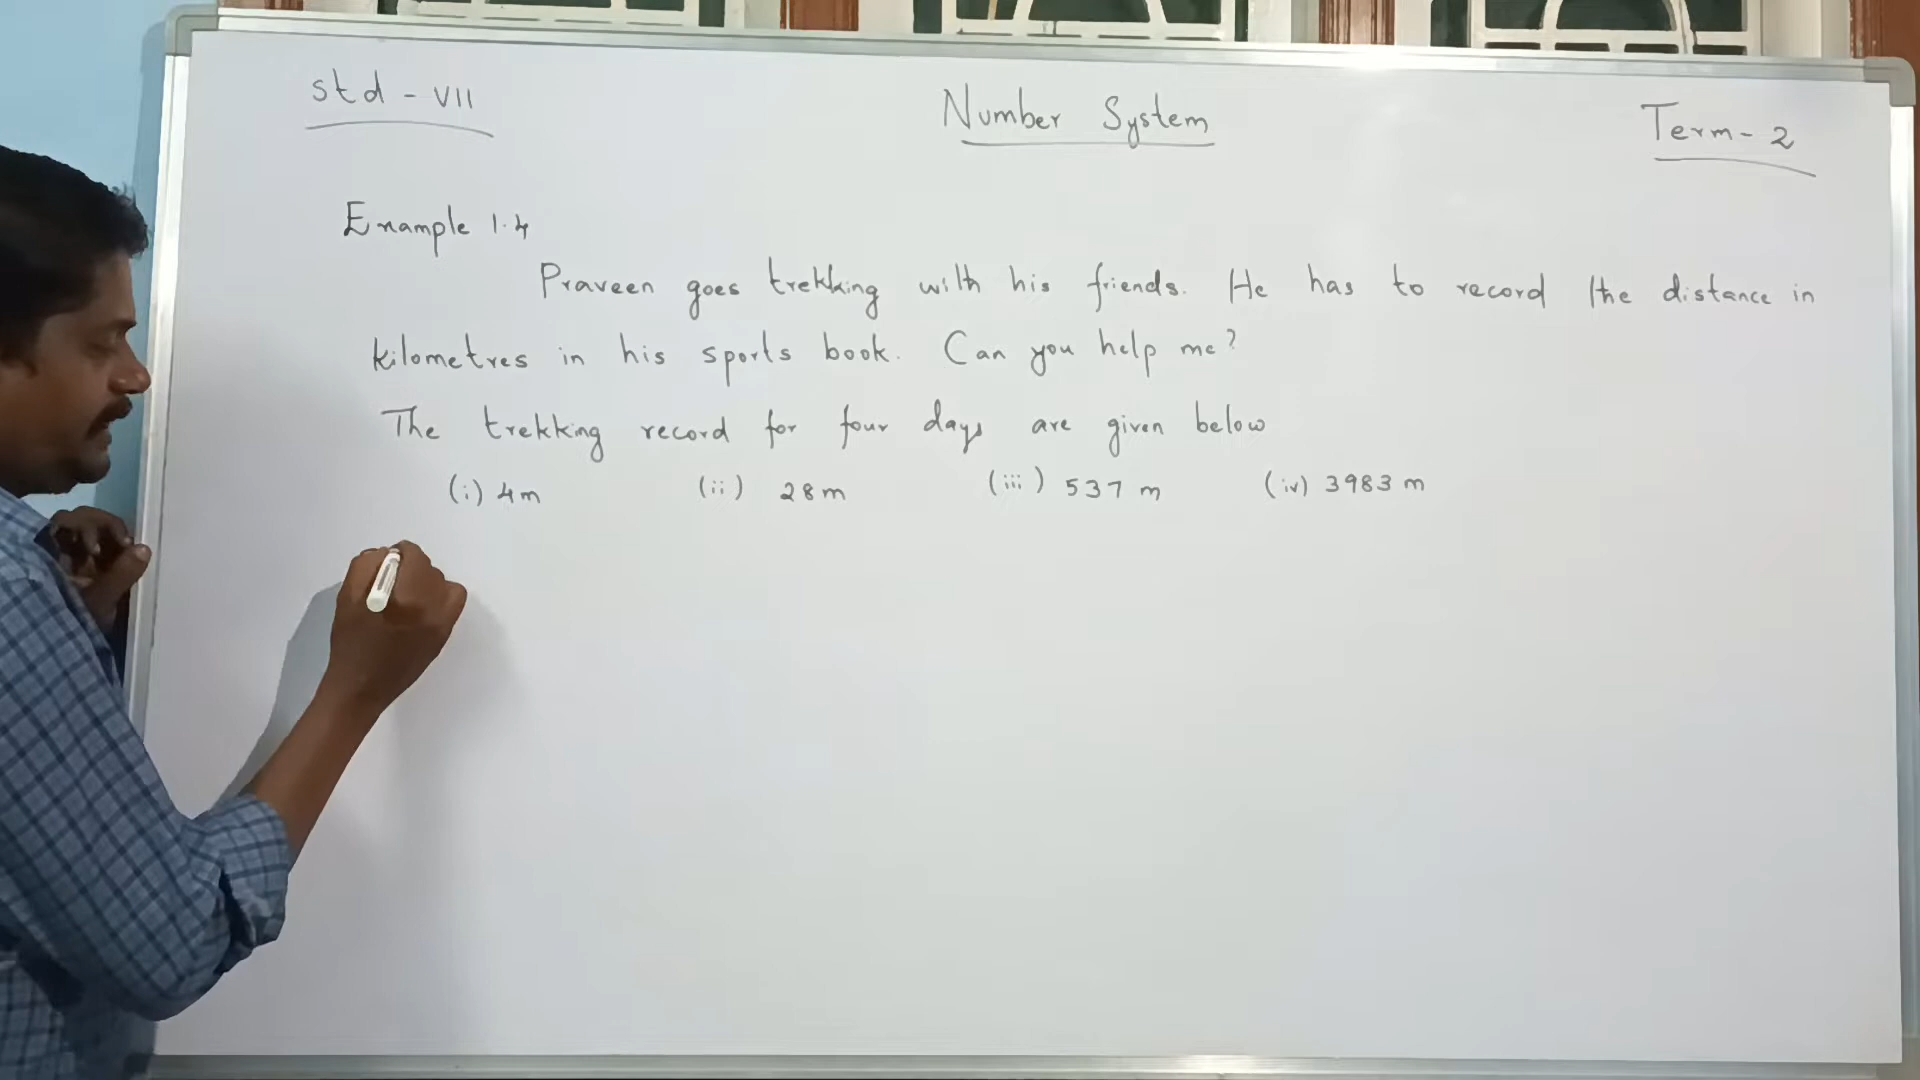 Std - VII
Number System
Term - 2
Example 1.4
Praveen goes trekking with his friends. He has to record the distance in
kilometres in his sports book. Can you help me?
The trekking record for four days are given below
(i) 4m (ii) 28m (iii) 537 m (iv) 3983 m